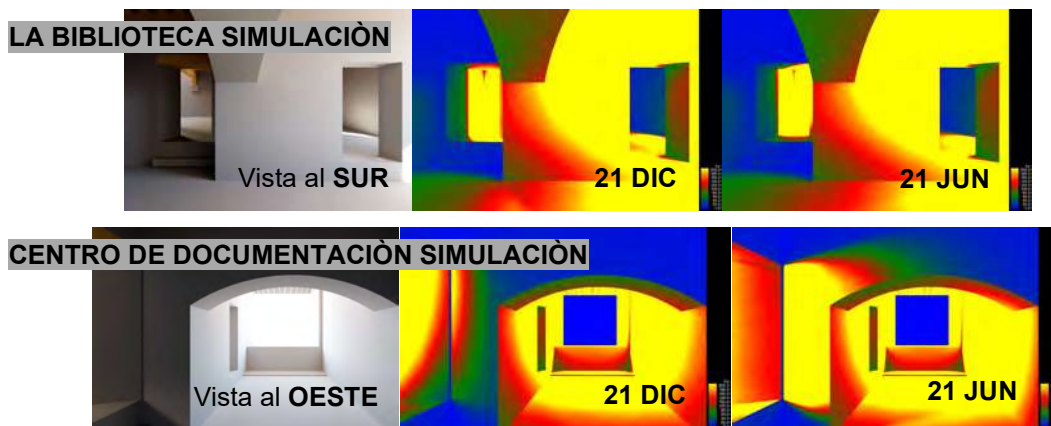 LA BIBLIOTECA SIMULACIÒN
Vista al SUR
21 DIC
21 JUN
CENTRO DE DOCUMENTACIÒN SIMULACIÒN
Vista al OESTE
21 DIC
21 JUN